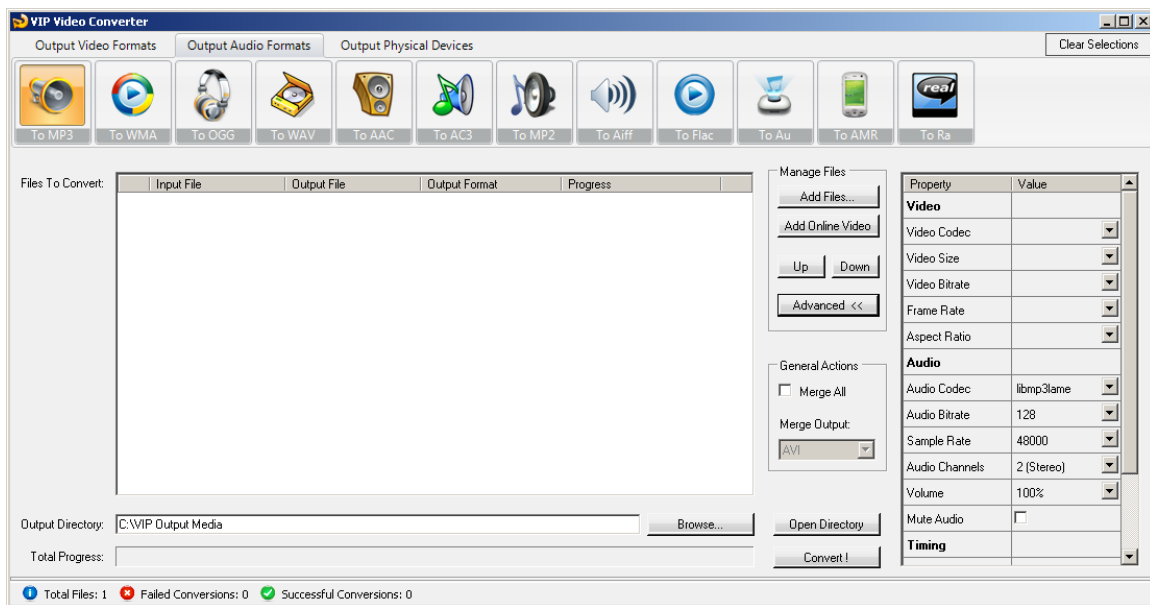 VIP Video Converter
Output Video Formats Output Audio Formats Output Physical Devices Clear Selections
real
To MP3 To WMA To OGG To WAV To AAC To AC3 To MP2 To Aiff To Flac To Au To AMR To Ra
Files To Convert: Input File Output File Output Format Progress
Manage Files
Add Files...
Add Online Video
Up Down
Advanced <<
General Actions
Merge All
Merge Output:
AVI
Property Value
Video
Video Codec
Video Size
Video Bitrate
Frame Rate
Aspect Ratio
Audio
Audio Codec libmp3lame
Audio Bitrate 128
Sample Rate 48000
Audio Channels 2 (Stereo)
Volume 100%
Mute Audio
Timing
Output Directory: C:\VIP Output Media Browse... Open Directory
Total Progress: Convert !
Total Files: 1 Failed Conversions: 0 Successful Conversions: 0